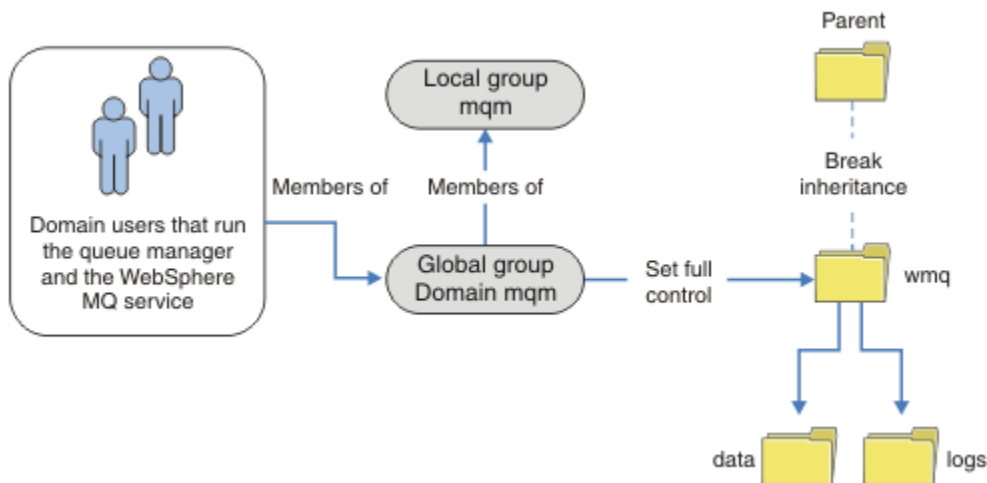 Parent
Local group
mqm
Break
inheritance
Members of
Members of
Domain users that run
the queue manager
and the WebSphere
MQ service
Global group
Domain mqm
Set full
control
wmq
data
logs